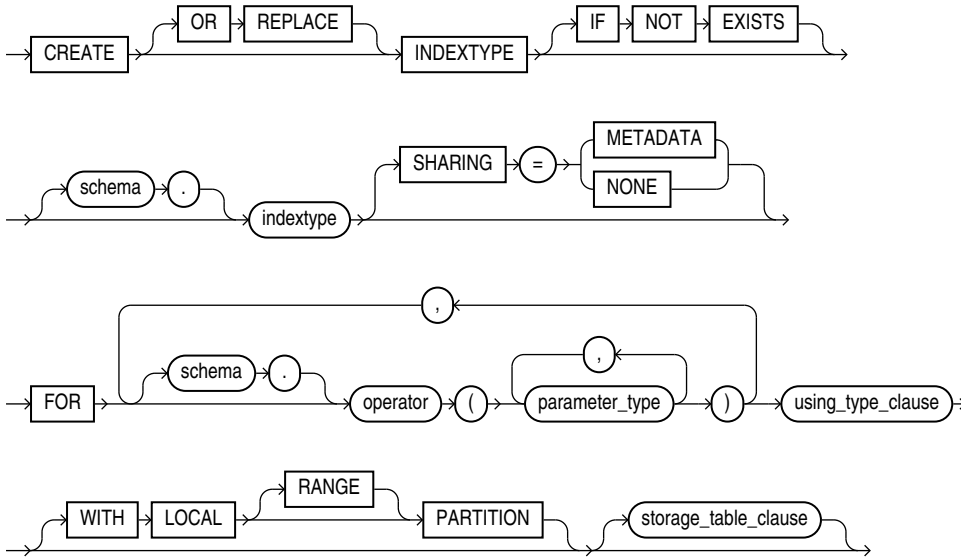 OR REPLACE IF NOT EXISTS
CREATE INDEXTYPE
METADATA
SHARING =
NONE
schema .
indextype
,
schema . ,
FOR operator ( parameter_type ) using_type_clause
RANGE
WITH LOCAL PARTITION storage_table_clause